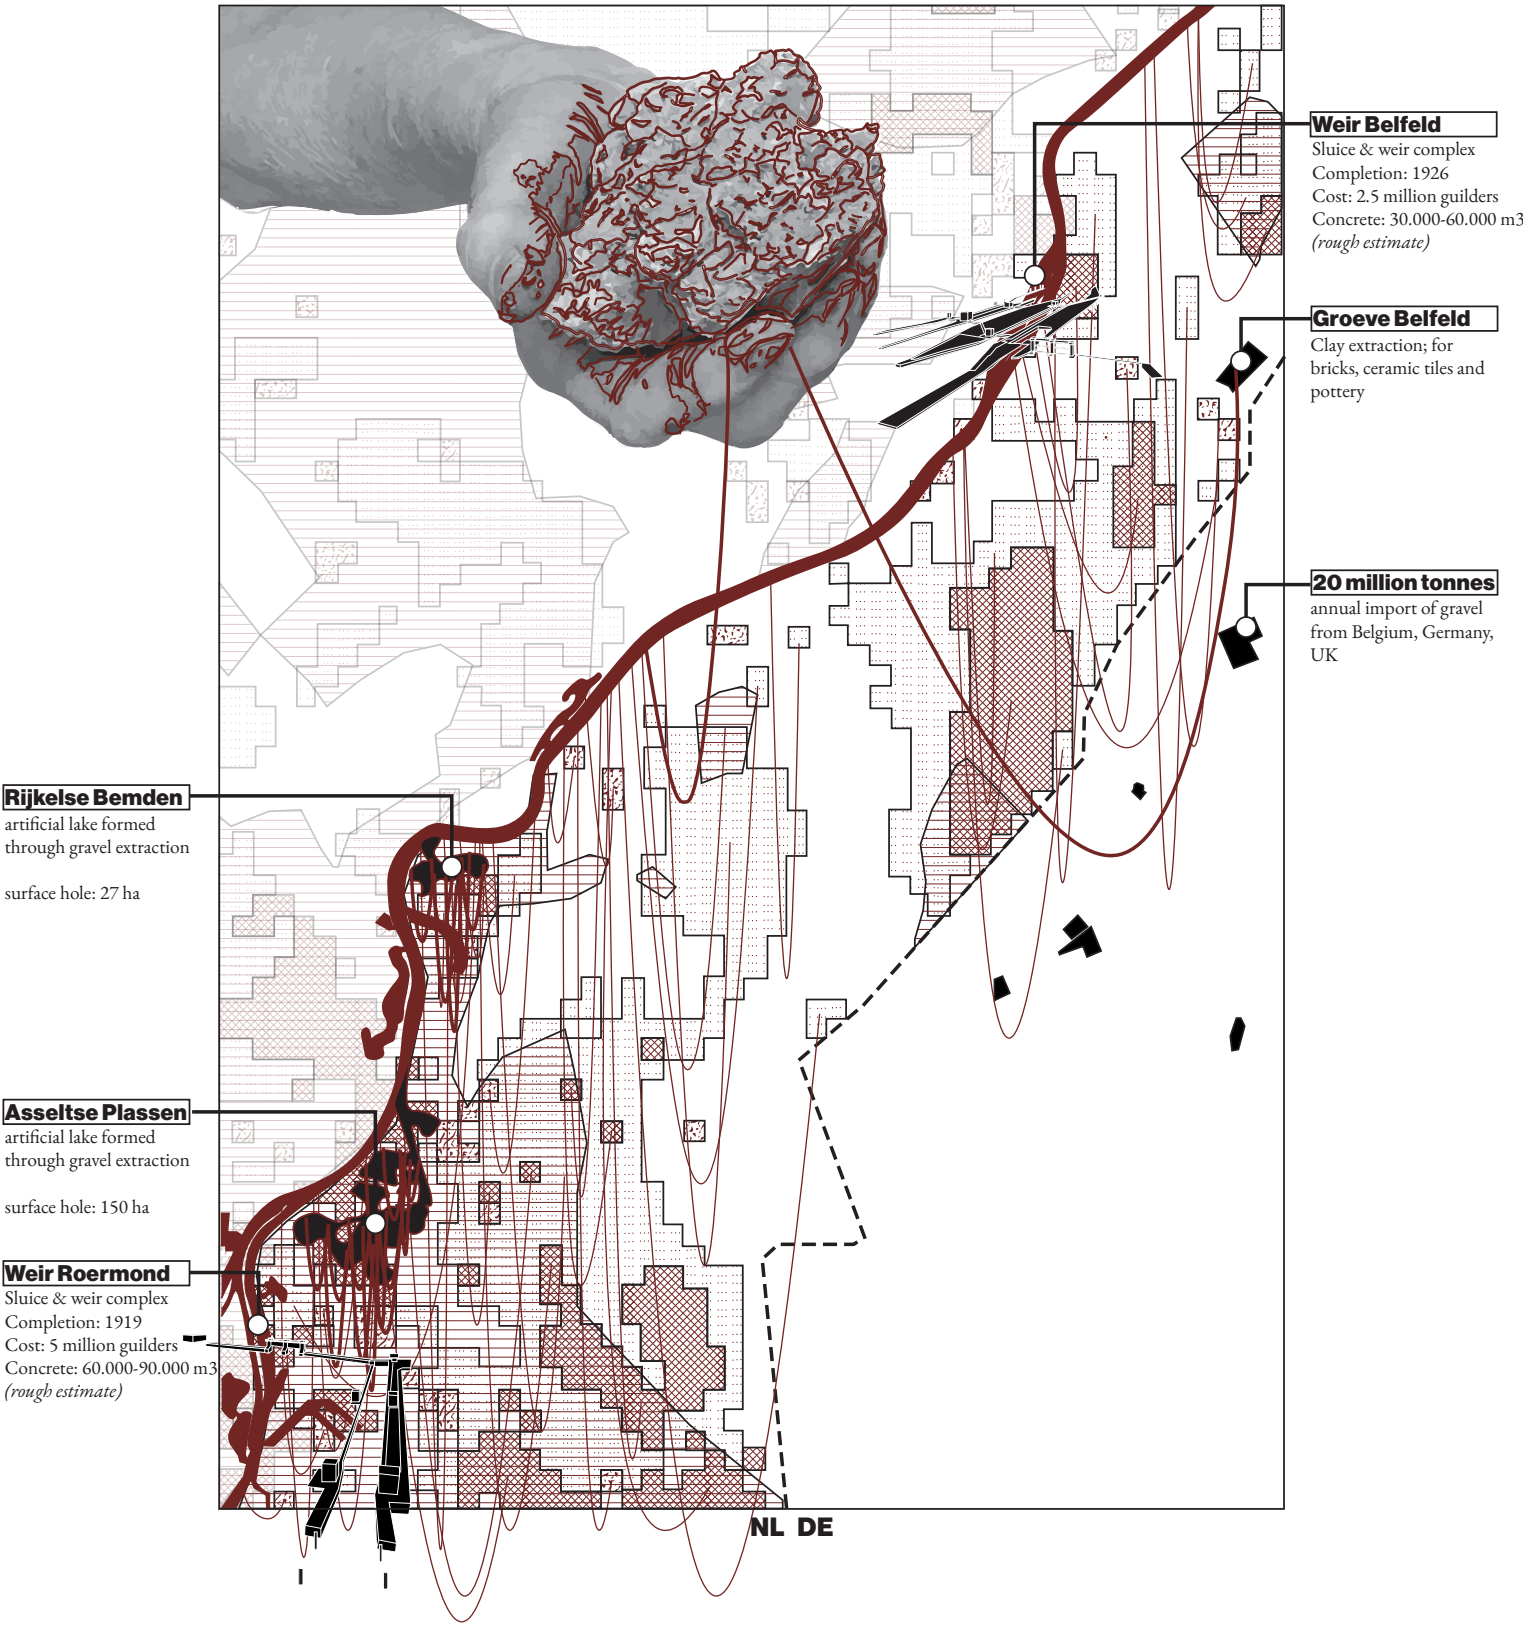 Weir Belfeld
Sluice & weir complex
Completion: 1926
Cost: 2.5 million guilders
Concrete: 30.000-60.000 m3
(rough estimate)
Groeve Belfeld
Clay extraction; for
bricks, ceramic tiles and
pottery
20 million tonnes
annual import of gravel
from Belgium, Germany,
UK
Rijkelse Bemden
artificial lake formed
through gravel extraction
surface hole: 27 ha
Asseltse Plassen
artificial lake formed
through gravel extraction
surface hole: 150 ha
Weir Roermond
Sluice & weir complex
Completion: 1919
Cost: 5 million guilders
Concrete: 60.000-90.000 m3
(rough estimate)
NL DE